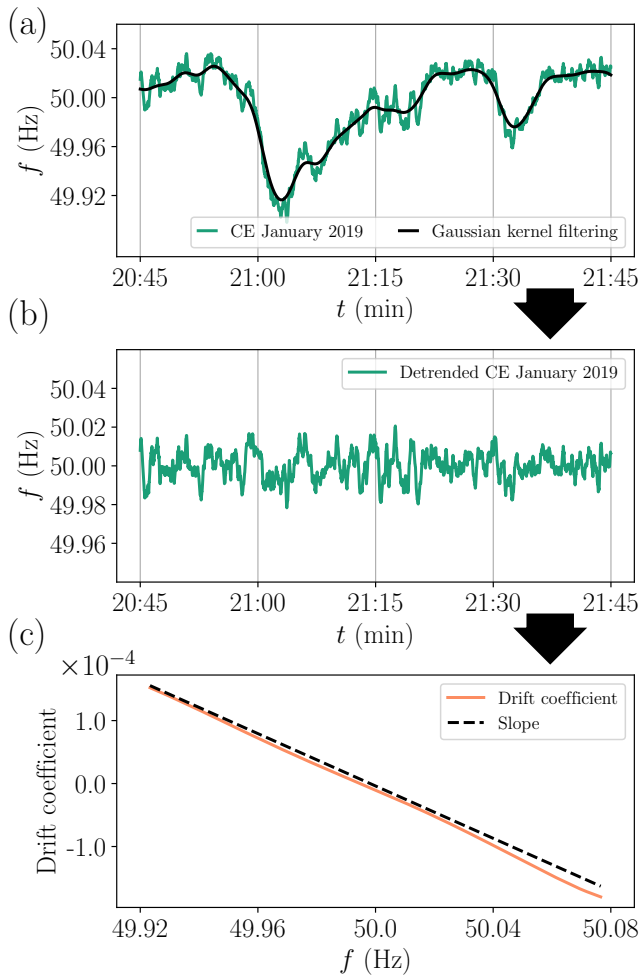 (a)
50.04
50.00
49.96
49.92
f (Hz)
CE January 2019
Gaussian kernel filtering
20:45 21:00 21:15 21:30 21:45
t (min)
(b)
50.04
50.02
50.00
49.98
49.96
f (Hz)
Detrended CE January 2019
20:45 21:00 21:15 21:30 21:45
t (min)
(c)
×10⁻⁴
1.0
0.0
-1.0
Drift coefficient
Drift coefficient
Slope
49.92 49.96 50.0 50.04 50.08
f (Hz)